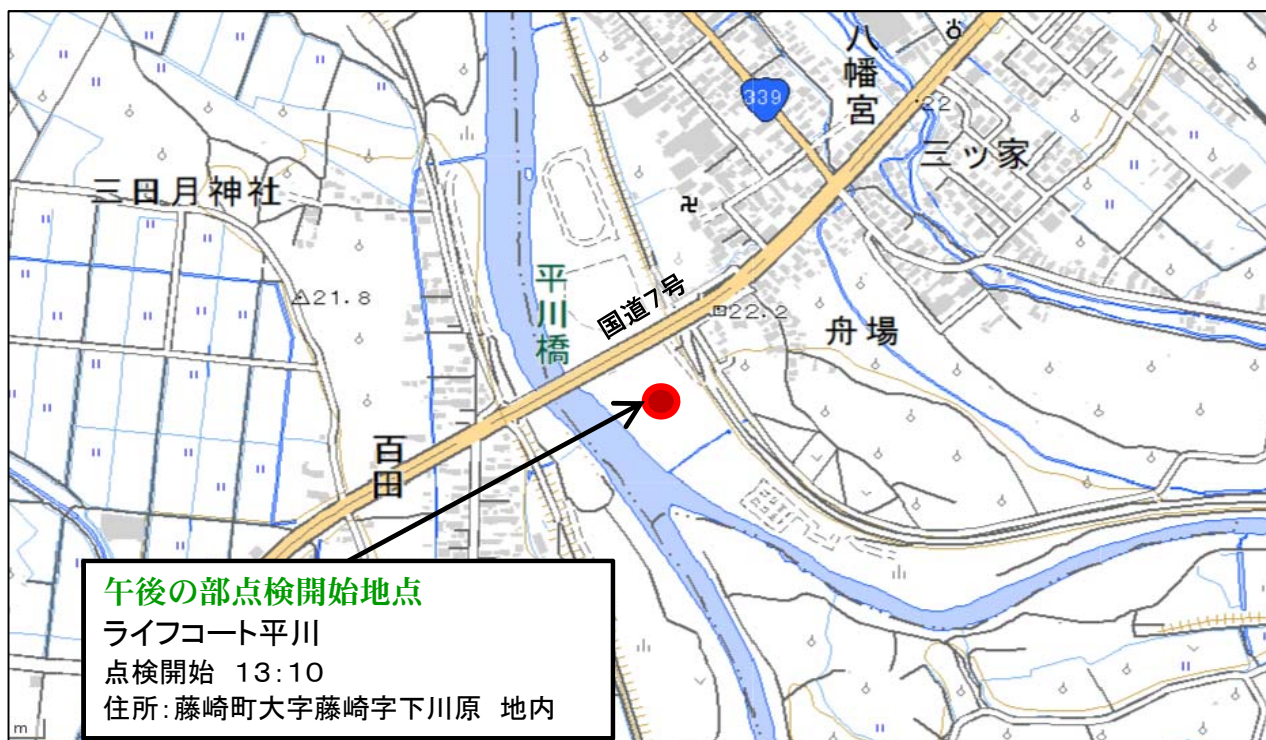 八幡宮
339
22
三ッ家
三日月神社
卍
平川橋
国道7号
21.8
22.2
舟場
百田
午後の部点検開始地点
ライフコート平川
点検開始 13:10
住所:藤崎町大字藤崎字下川原 地内
m